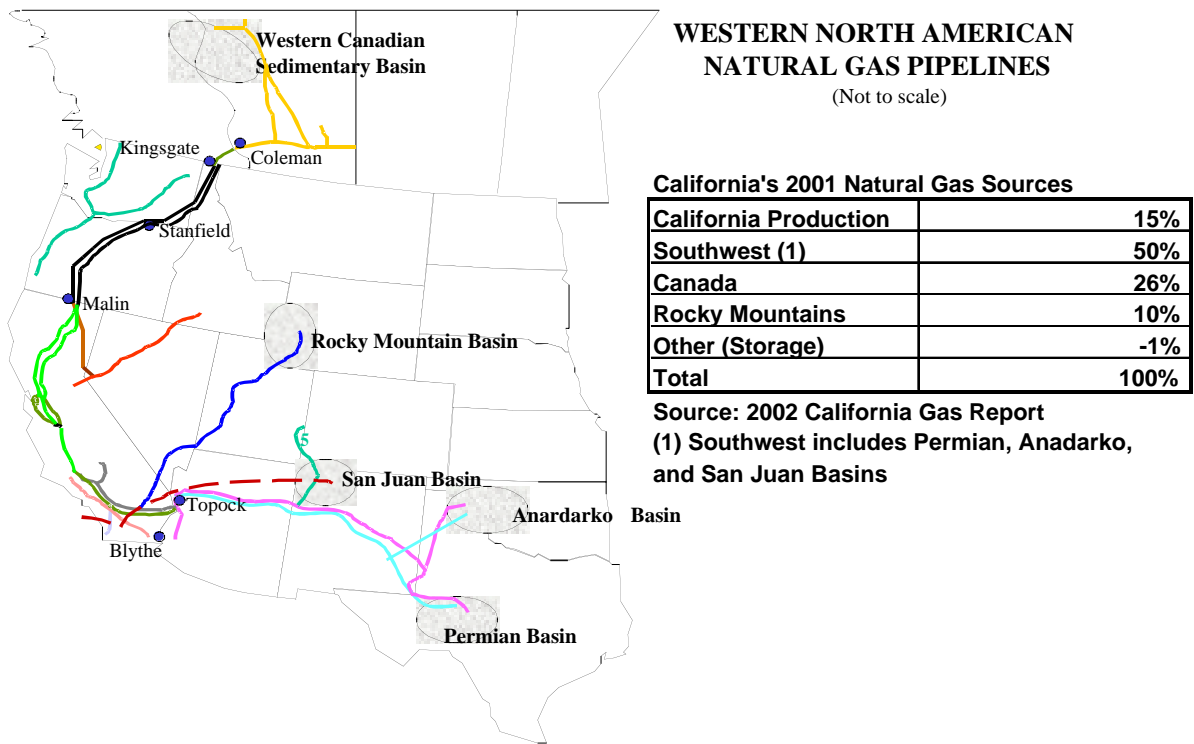 WESTERN NORTH AMERICAN
NATURAL GAS PIPELINES
(Not to scale)
Western Canadian
Sedimentary Basin
Kingsgate
Coleman
Stanfield
Malin
Rocky Mountain Basin
5
San Juan Basin
Topock
Anardarko Basin
Blythe
Permian Basin
California's 2001 Natural Gas Sources
California Production 15%
Southwest (1) 50%
Canada 26%
Rocky Mountains 10%
Other (Storage) -1%
Total 100%
Source: 2002 California Gas Report
(1) Southwest includes Permian, Anadarko,
and San Juan Basins